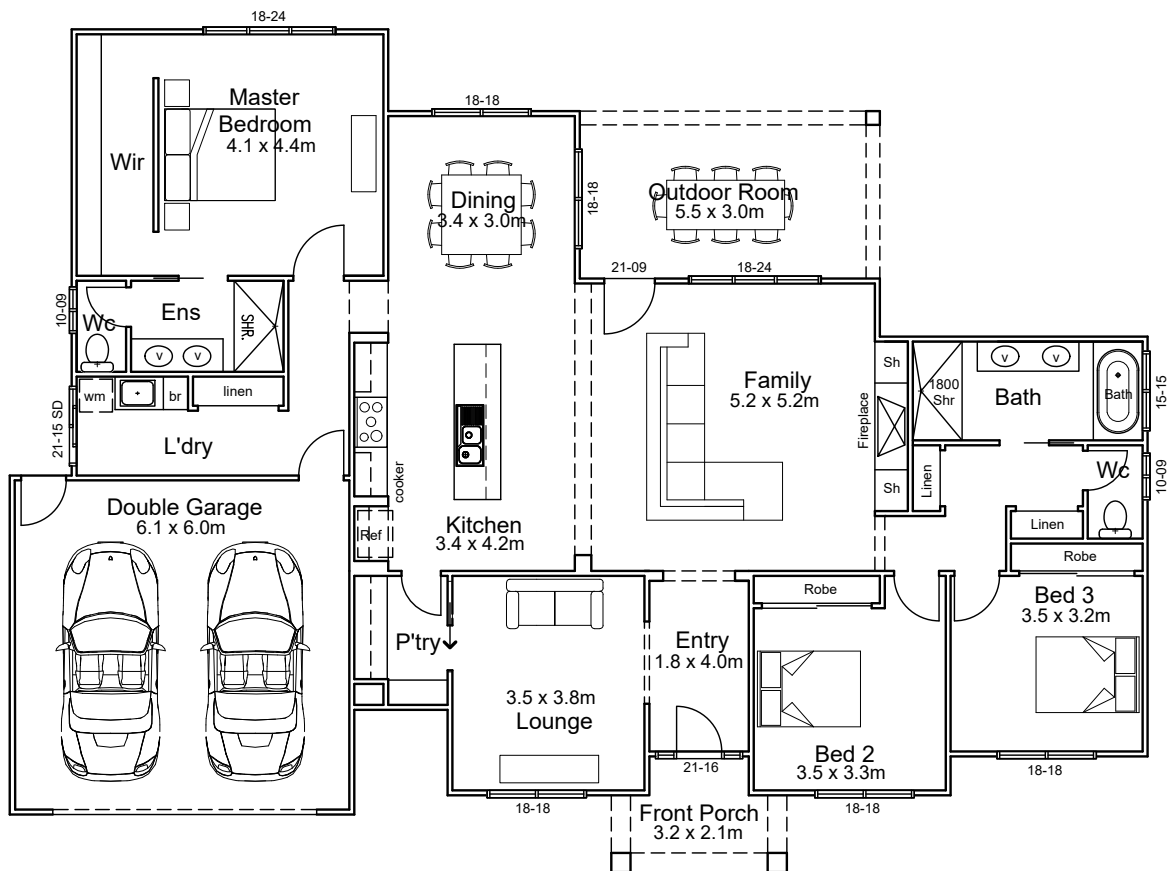 18-24
Master
Bedroom
4.1 x 4.4m
Wir
18-18
Dining
3.4 x 3.0m
18-18
Outdoor Room
5.5 x 3.0m
21-09
18-24
10-09
Wc
Ens
SHR.
v
v
wm
br
linen
21-15 SD
L'dry
cooker
Ref
Kitchen
3.4 x 4.2m
Family
5.2 x 5.2m
Fireplace
Sh
Sh
1800
Shr
v
v
Bath
Bath
15-15
Linen
Wc
10-09
Linen
Robe
Double Garage
6.1 x 6.0m
P'try
3.5 x 3.8m
Lounge
18-18
Entry
1.8 x 4.0m
21-16
Robe
Bed 2
3.5 x 3.3m
18-18
Bed 3
3.5 x 3.2m
18-18
Front Porch
3.2 x 2.1m